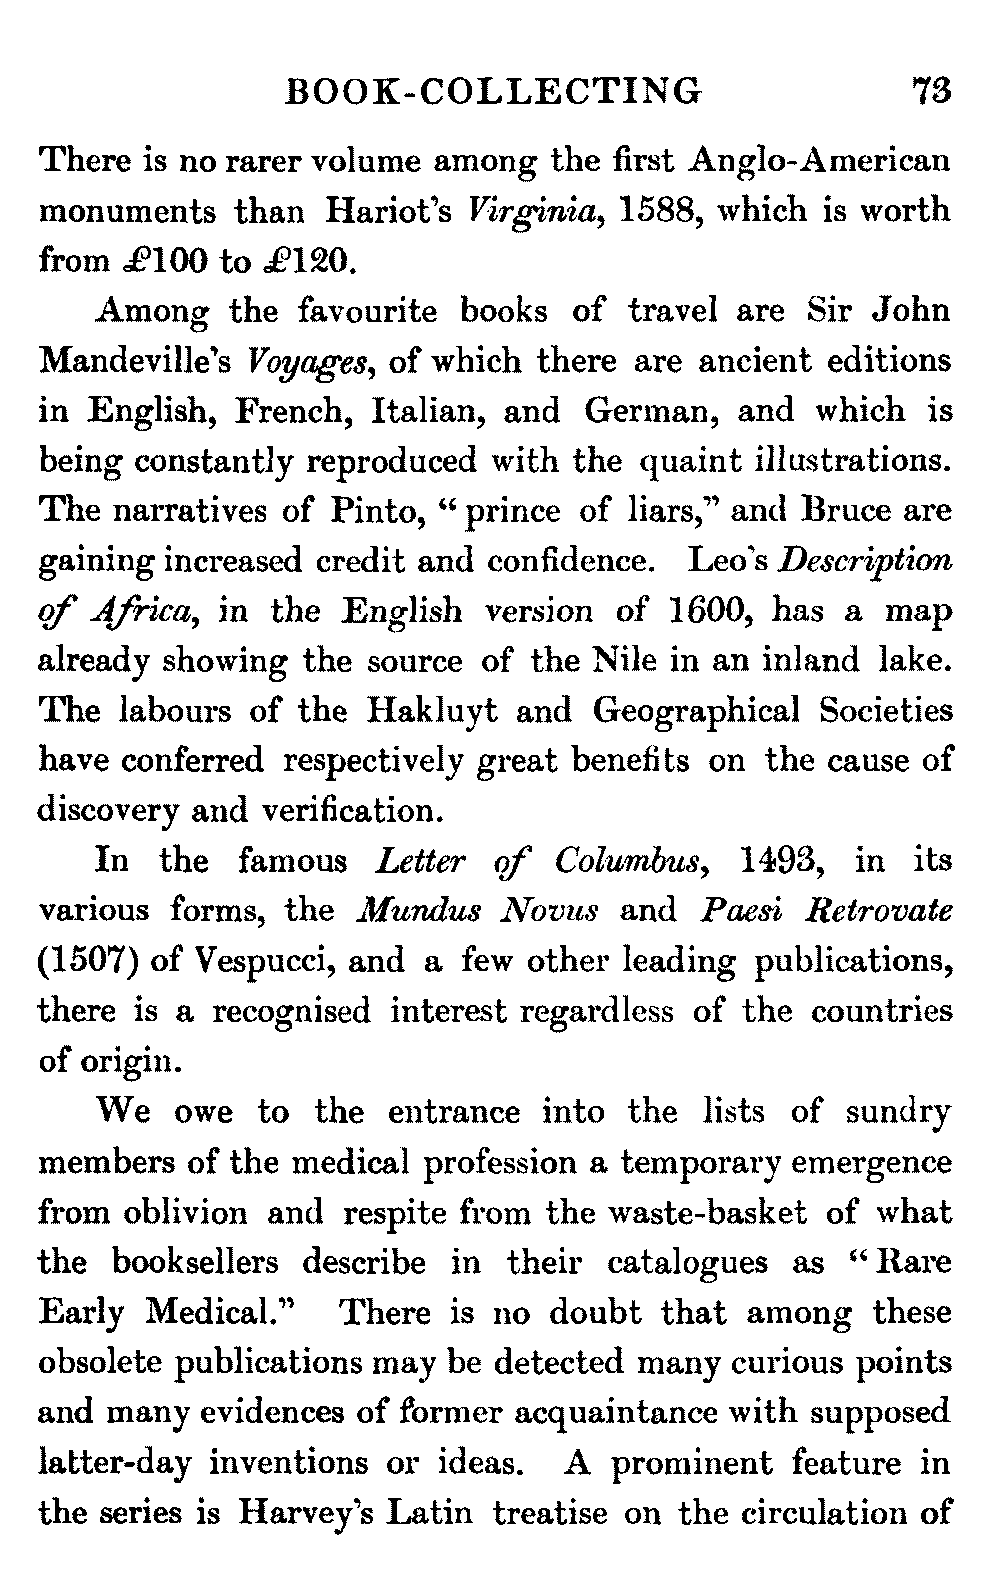 BOOK-COLLECTING 73
There is no rarer volume among the first Anglo-American
monuments than Hariot's Virginia, 1588, which is worth
from £100 to £120.
Among the favourite books of travel are Sir John
Mandeville's Voyages, of which there are ancient editions
in English, French, Italian, and German, and which is
being constantly reproduced with the quaint illustrations.
The narratives of Pinto, “prince of liars,” and Bruce are
gaining increased credit and confidence. Leo's Description
of Africa, in the English version of 1600, has a map
already showing the source of the Nile in an inland lake.
The labours of the Hakluyt and Geographical Societies
have conferred respectively great benefits on the cause of
discovery and verification.
In the famous Letter of Columbus, 1493, in its
various forms, the Mundus Novus and Paesi Retrovate
(1507) of Vespucci, and a few other leading publications,
there is a recognised interest regardless of the countries
of origin.
We owe to the entrance into the lists of sundry
members of the medical profession a temporary emergence
from oblivion and respite from the waste-basket of what
the booksellers describe in their catalogues as “Rare
Early Medical.” There is no doubt that among these
obsolete publications may be detected many curious points
and many evidences of former acquaintance with supposed
latter-day inventions or ideas. A prominent feature in
the series is Harvey's Latin treatise on the circulation of